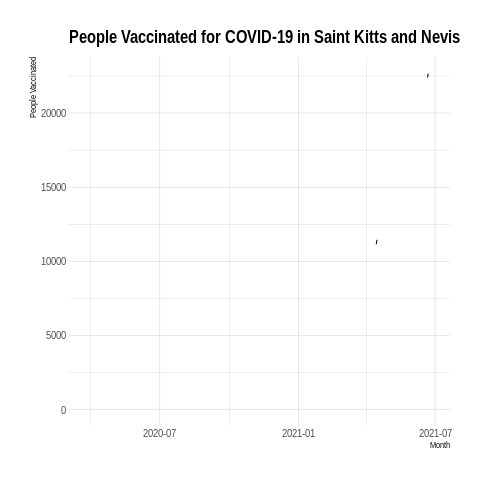 People Vaccinated for COVID-19 in Saint Kitts and Nevis
People Vaccinated
20000
15000
10000
5000
0
2020-07 2021-01 2021-07
Month